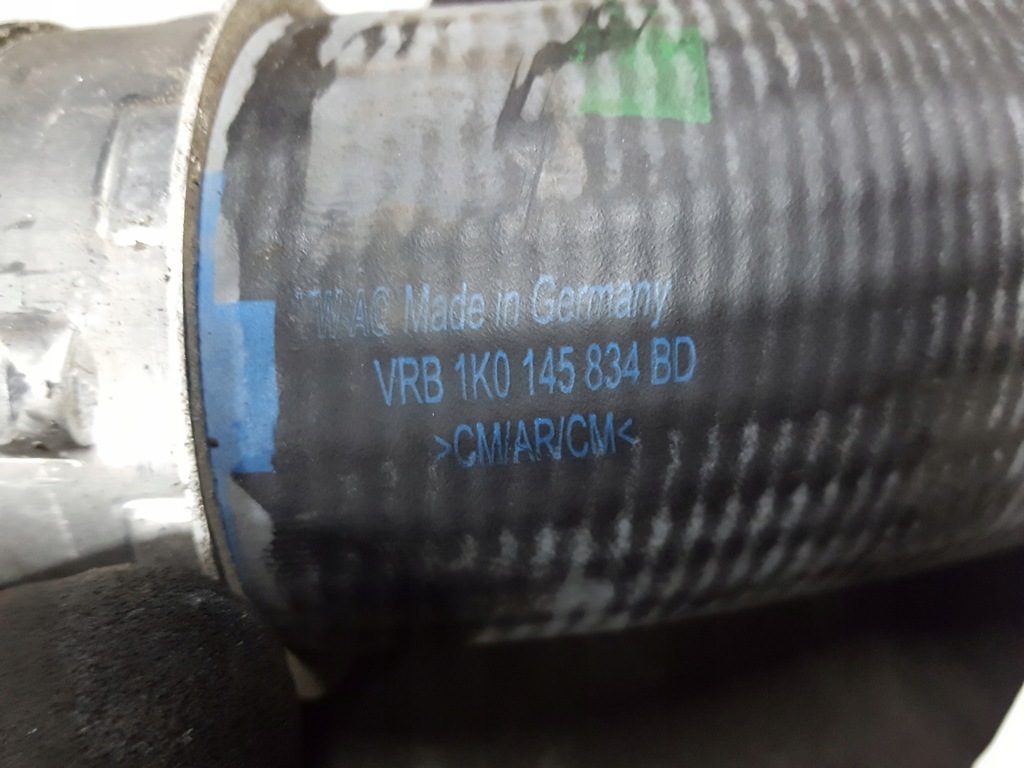 Made in Germany
VRB 1K0 145 834 BD
>CM/AR/CM<